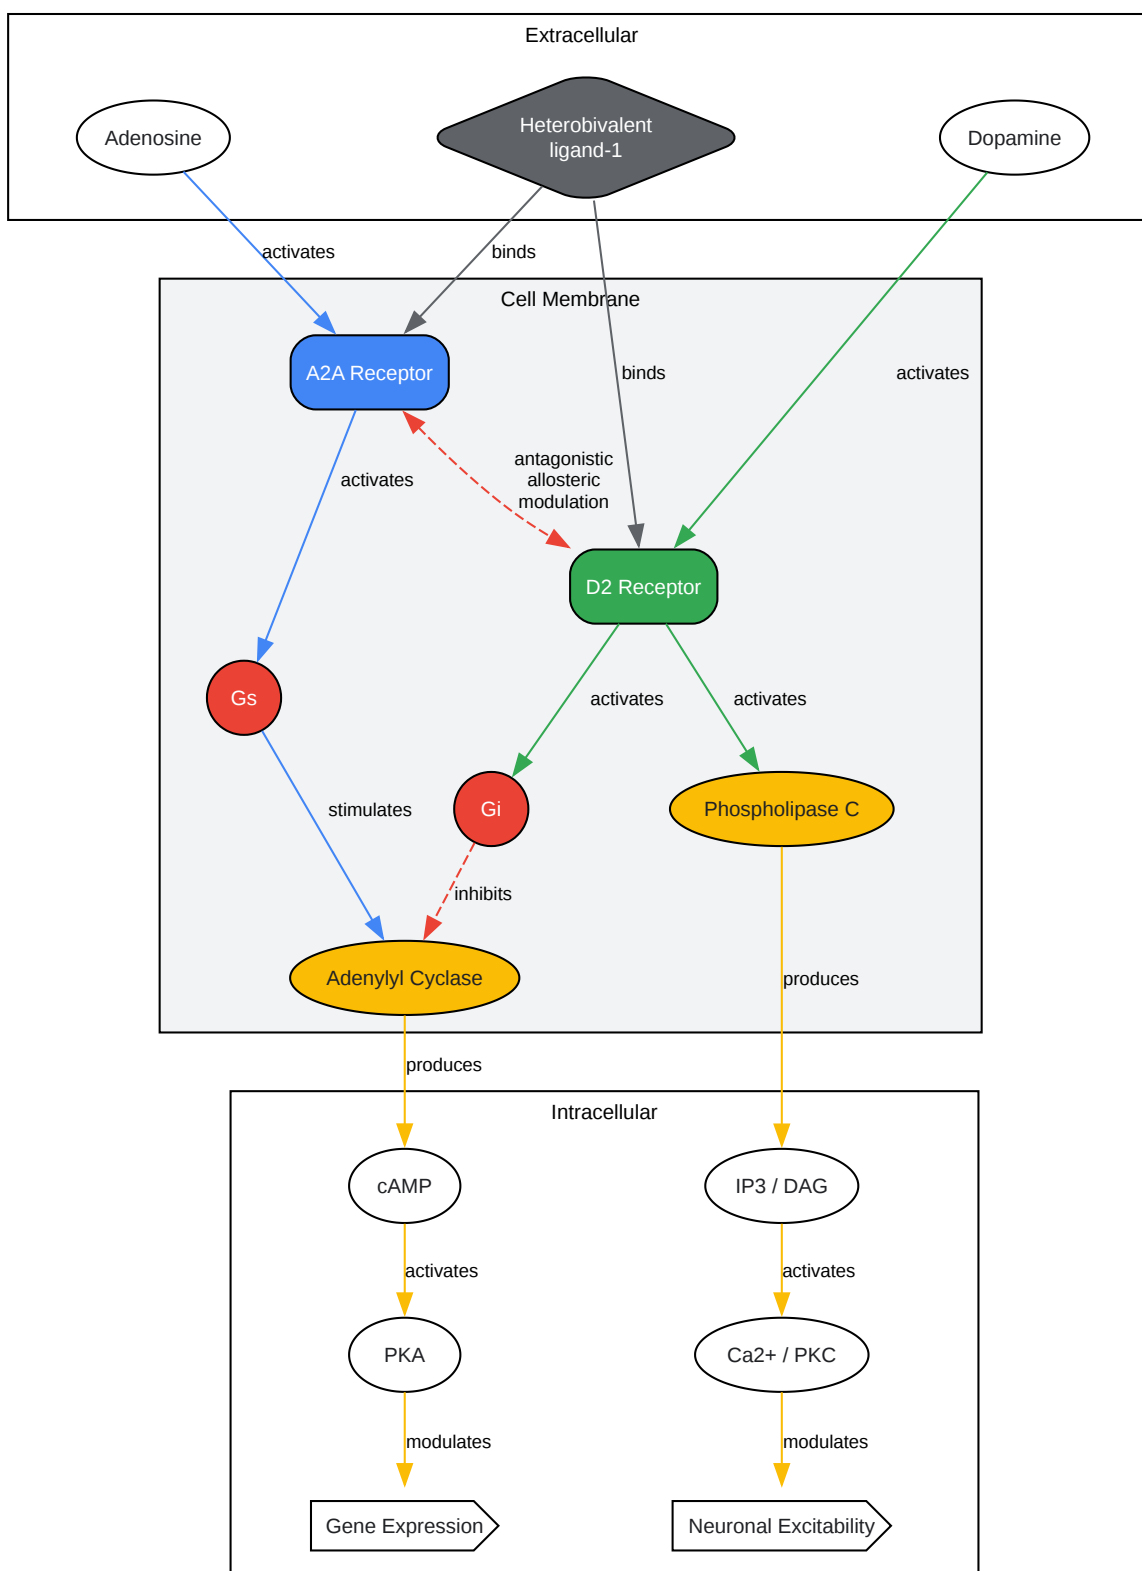 Extracellular
Adenosine
Heterobivalent
ligand-1
Dopamine
activates
binds
Cell Membrane
A2A Receptor
binds
activates
antagonistic
allosteric
modulation
activates
D2 Receptor
Gs
activates
activates
stimulates
Gi
Phospholipase C
inhibits
Adenylyl Cyclase
produces
produces
Intracellular
cAMP
IP3 / DAG
activates
activates
PKA
Ca2+ / PKC
modulates
modulates
Gene Expression
Neuronal Excitability